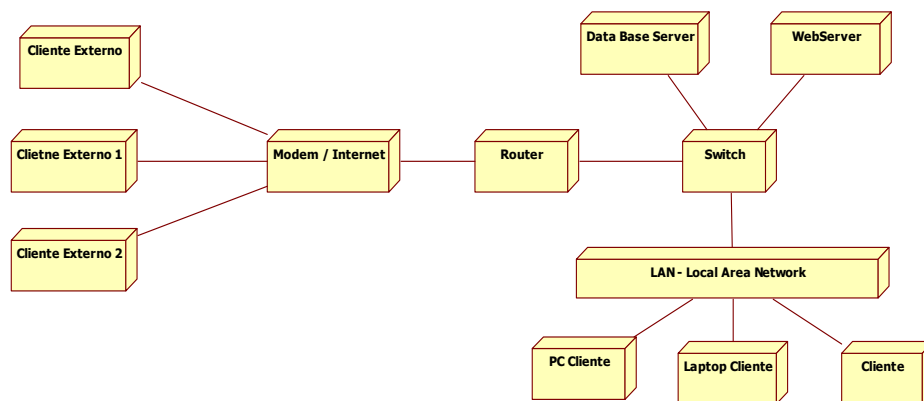 Cliente Externo
Data Base Server
WebServer
Clietne Externo 1
Modem / Internet
Router
Switch
Cliente Externo 2
LAN - Local Area Network
PC Cliente
Laptop Cliente
Cliente